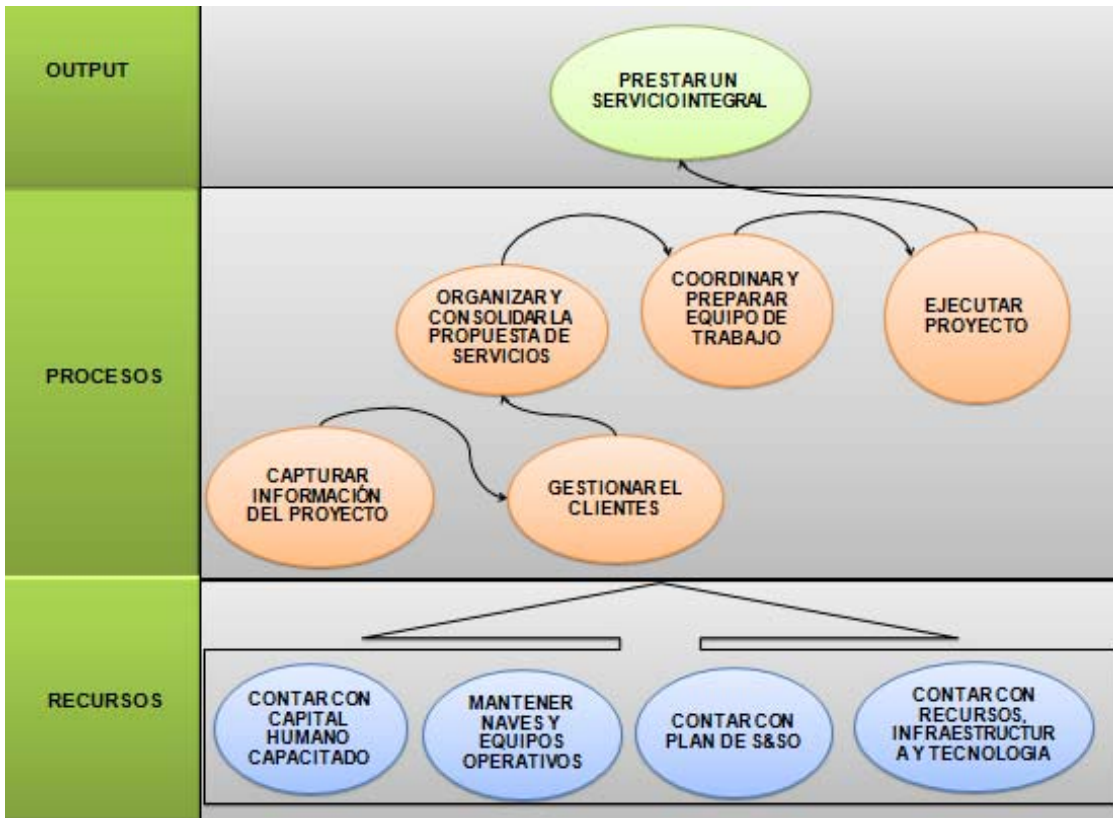 OUTPUT
PRESTAR UN
SERVICIO INTEGRAL
PROCESOS
ORGANIZAR Y
CONSOLIDAR LA
PROPUESTA DE
SERVICIOS
COORDINAR Y
PREPARAR
EQUIPO DE
TRABAJO
EJECUTAR
PROYECTO
CAPTURAR
INFORMACIÓN
DEL PROYECTO
GESTIONAR EL
CLIENTES
RECURSOS
CONTAR CON
CAPITAL
HUMANO
CAPACITADO
MANTENER
NAVES Y
EQUIPOS
OPERATIVOS
CONTAR CON
PLAN DE S&SO
CONTAR CON
RECURSOS,
INFRAESTRUCTUR
A Y TECNOLOGIA